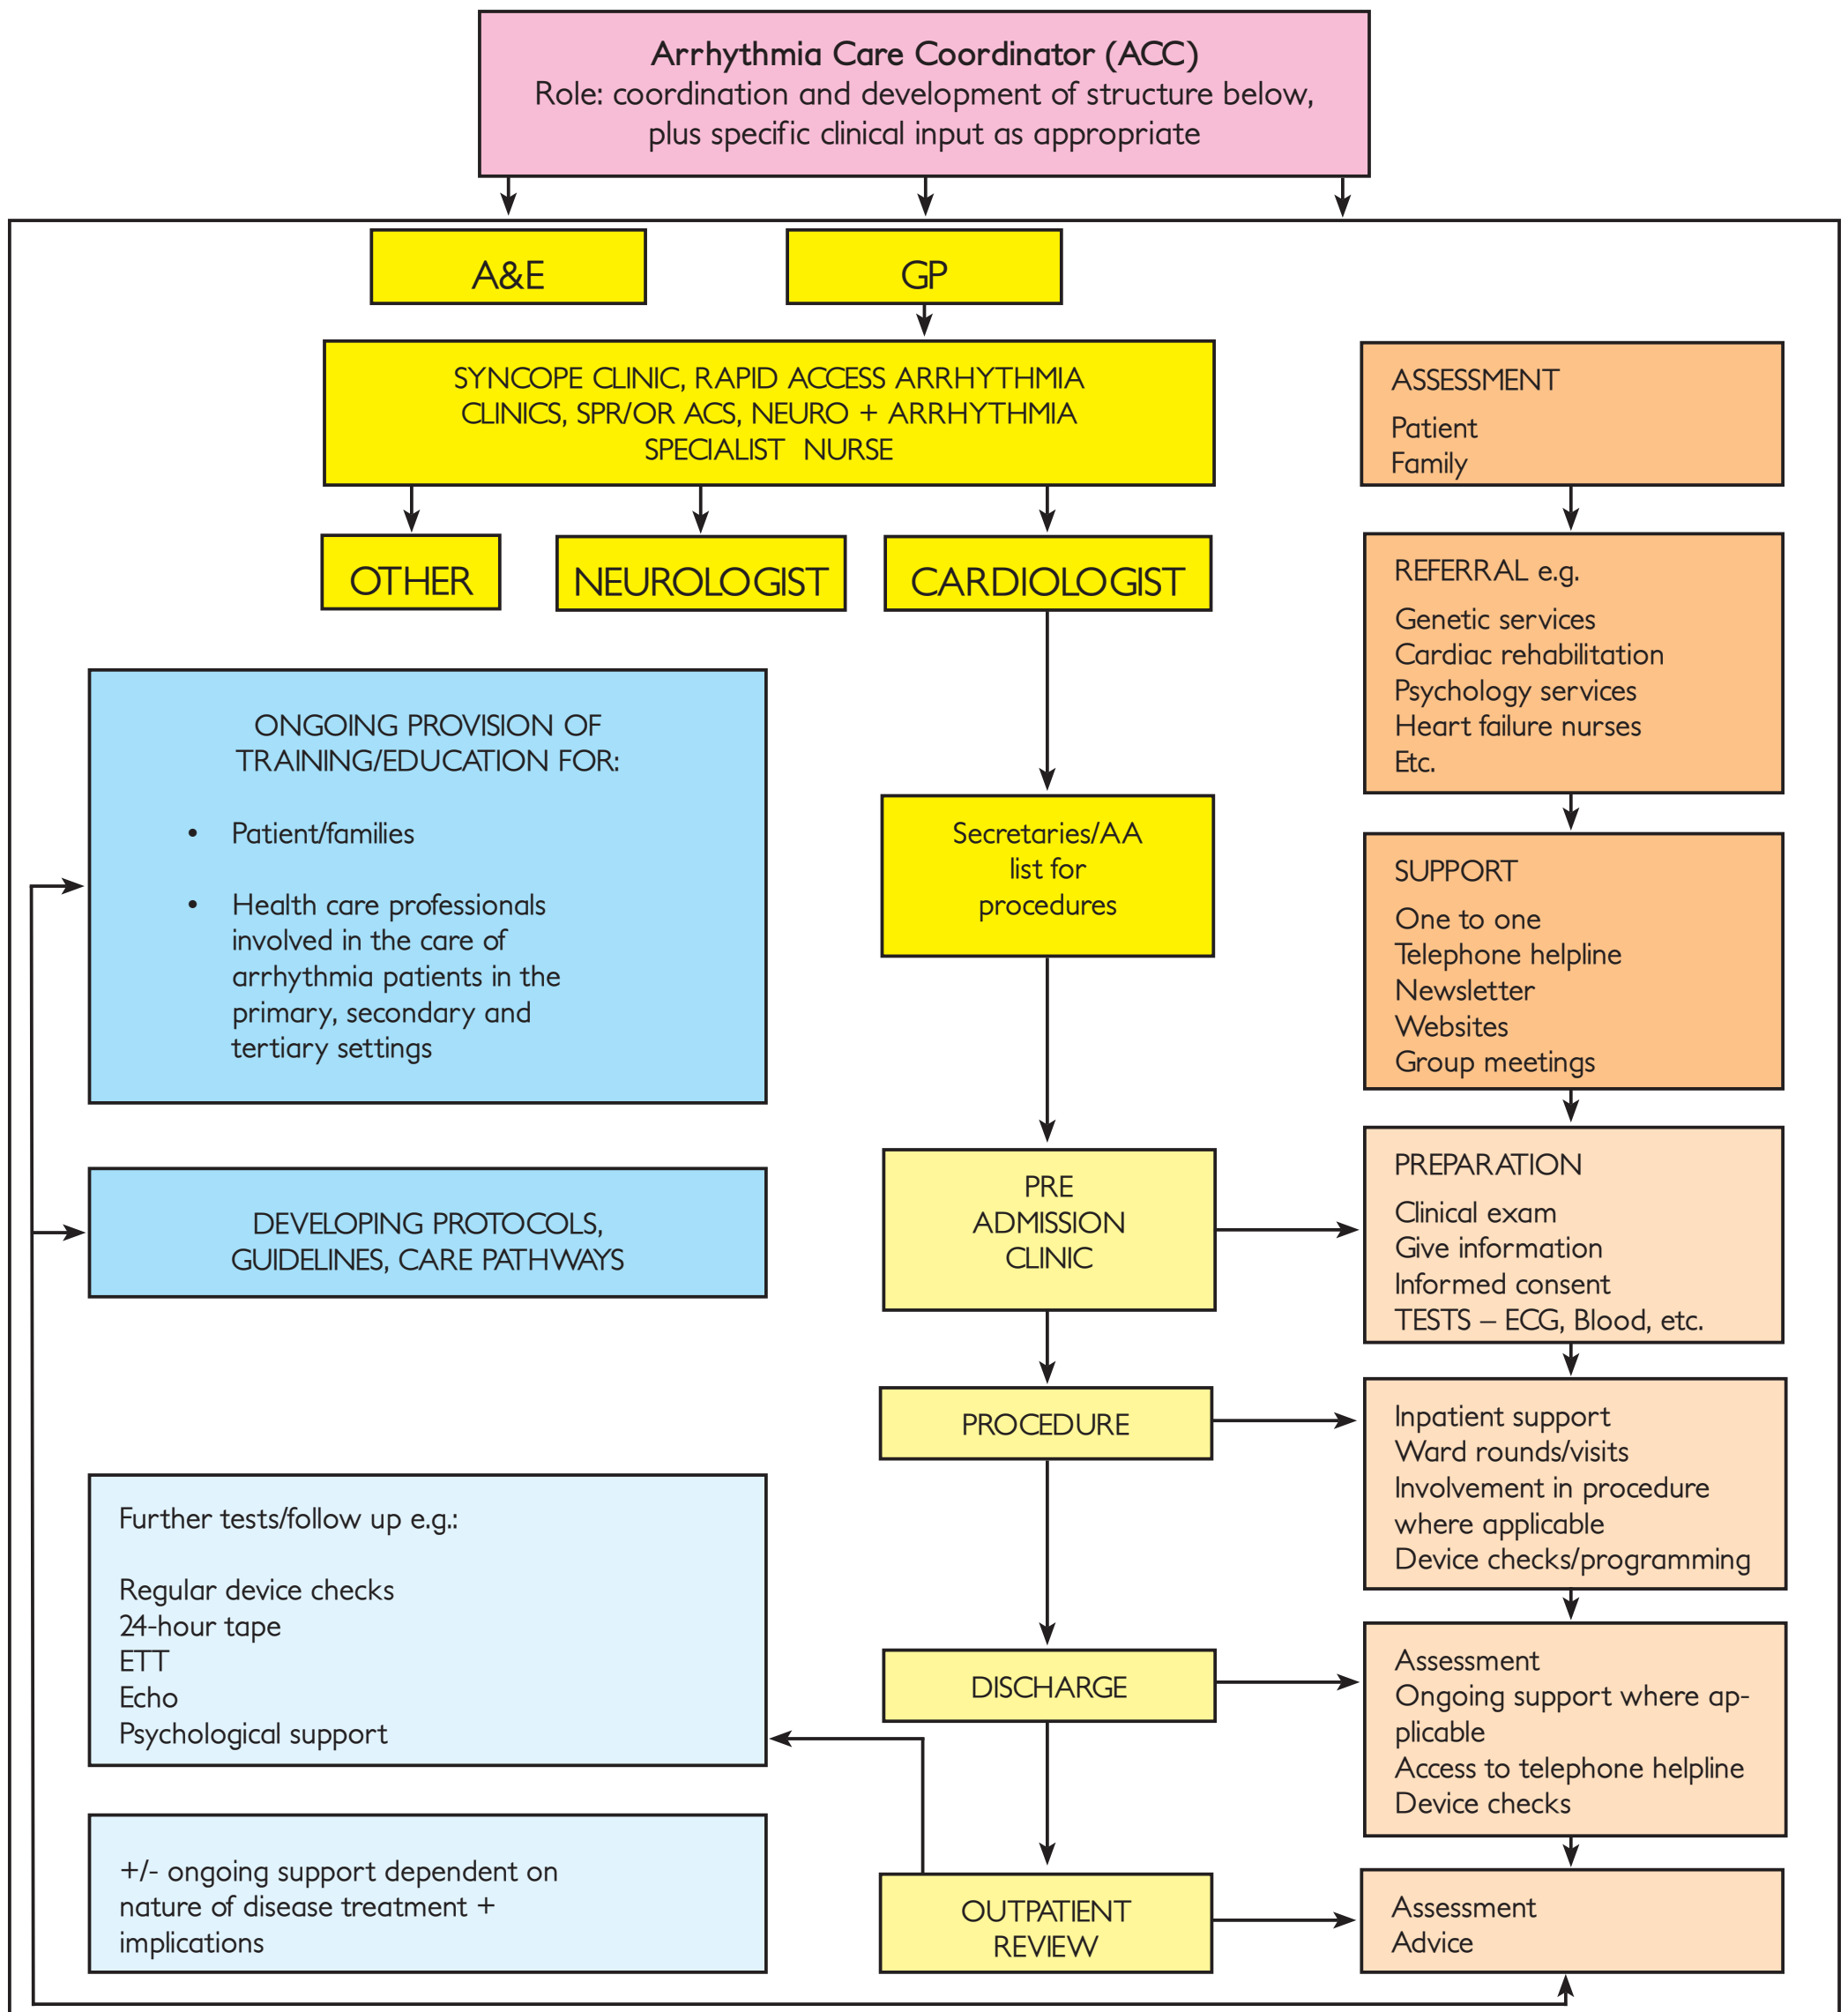 Arrhythmia Care Coordinator (ACC)
Role: coordination and development of structure below,
plus specific clinical input as appropriate
A&E
GP
SYNCOPE CLINIC, RAPID ACCESS ARRHYTHMIA
CLINICS, SPR/OR ACS, NEURO + ARRHYTHMIA
SPECIALIST NURSE
OTHER
NEUROLOGIST
CARDIOLOGIST
Secretaries/AA
list for
procedures
PRE
ADMISSION
CLINIC
PROCEDURE
DISCHARGE
OUTPATIENT
REVIEW
ONGOING PROVISION OF
TRAINING/EDUCATION FOR:
• Patient/families
• Health care professionals
involved in the care of
arrhythmia patients in the
primary, secondary and
tertiary settings
DEVELOPING PROTOCOLS,
GUIDELINES, CARE PATHWAYS
Further tests/follow up e.g.:
Regular device checks
24-hour tape
ETT
Echo
Psychological support
+/- ongoing support dependent on
nature of disease treatment +
implications
ASSESSMENT
Patient
Family
REFERRAL e.g.
Genetic services
Cardiac rehabilitation
Psychology services
Heart failure nurses
Etc.
SUPPORT
One to one
Telephone helpline
Newsletter
Websites
Group meetings
PREPARATION
Clinical exam
Give information
Informed consent
TESTS – ECG, Blood, etc.
Inpatient support
Ward rounds/visits
Involvement in procedure
where applicable
Device checks/programming
Assessment
Ongoing support where ap-
plicable
Access to telephone helpline
Device checks
Assessment
Advice